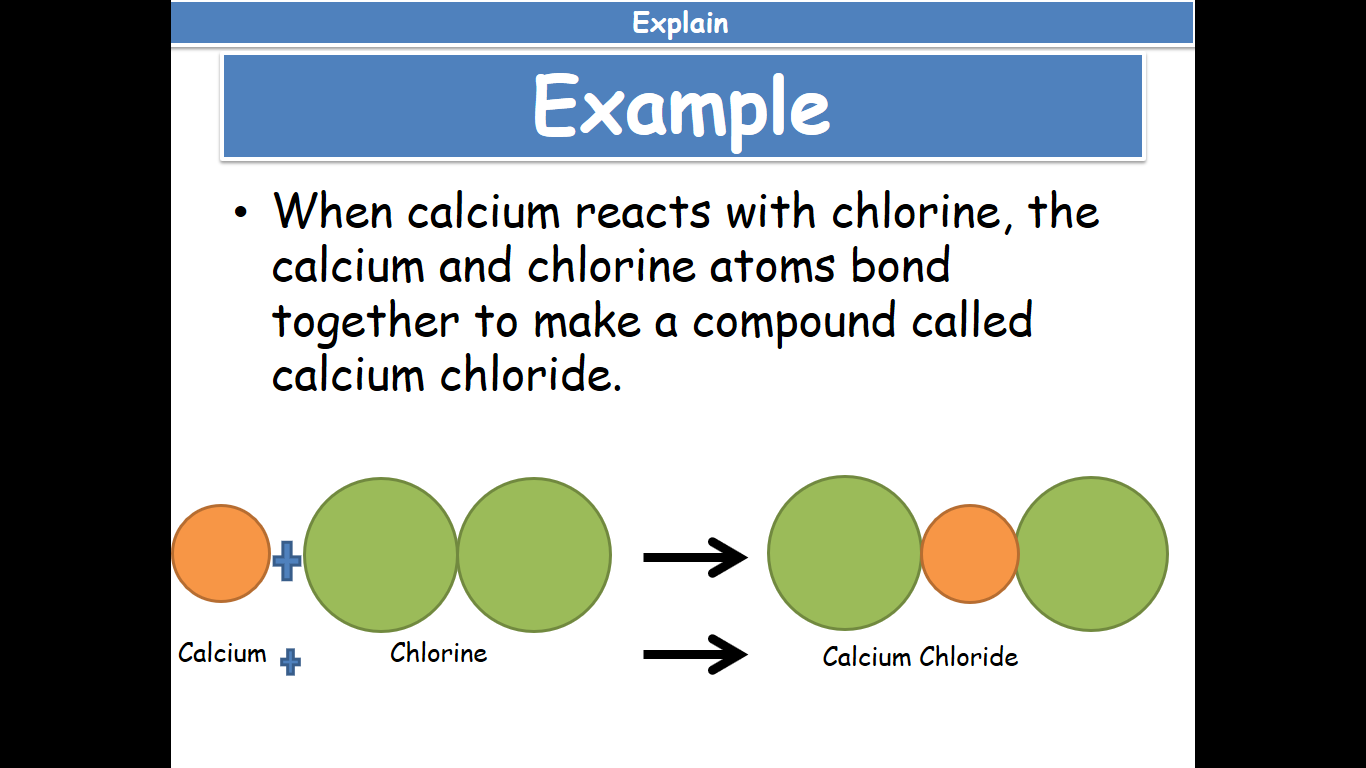 Explain
Example
• When calcium reacts with chlorine, the
calcium and chlorine atoms bond
together to make a compound called
calcium chloride.
Calcium + Chlorine → Calcium Chloride